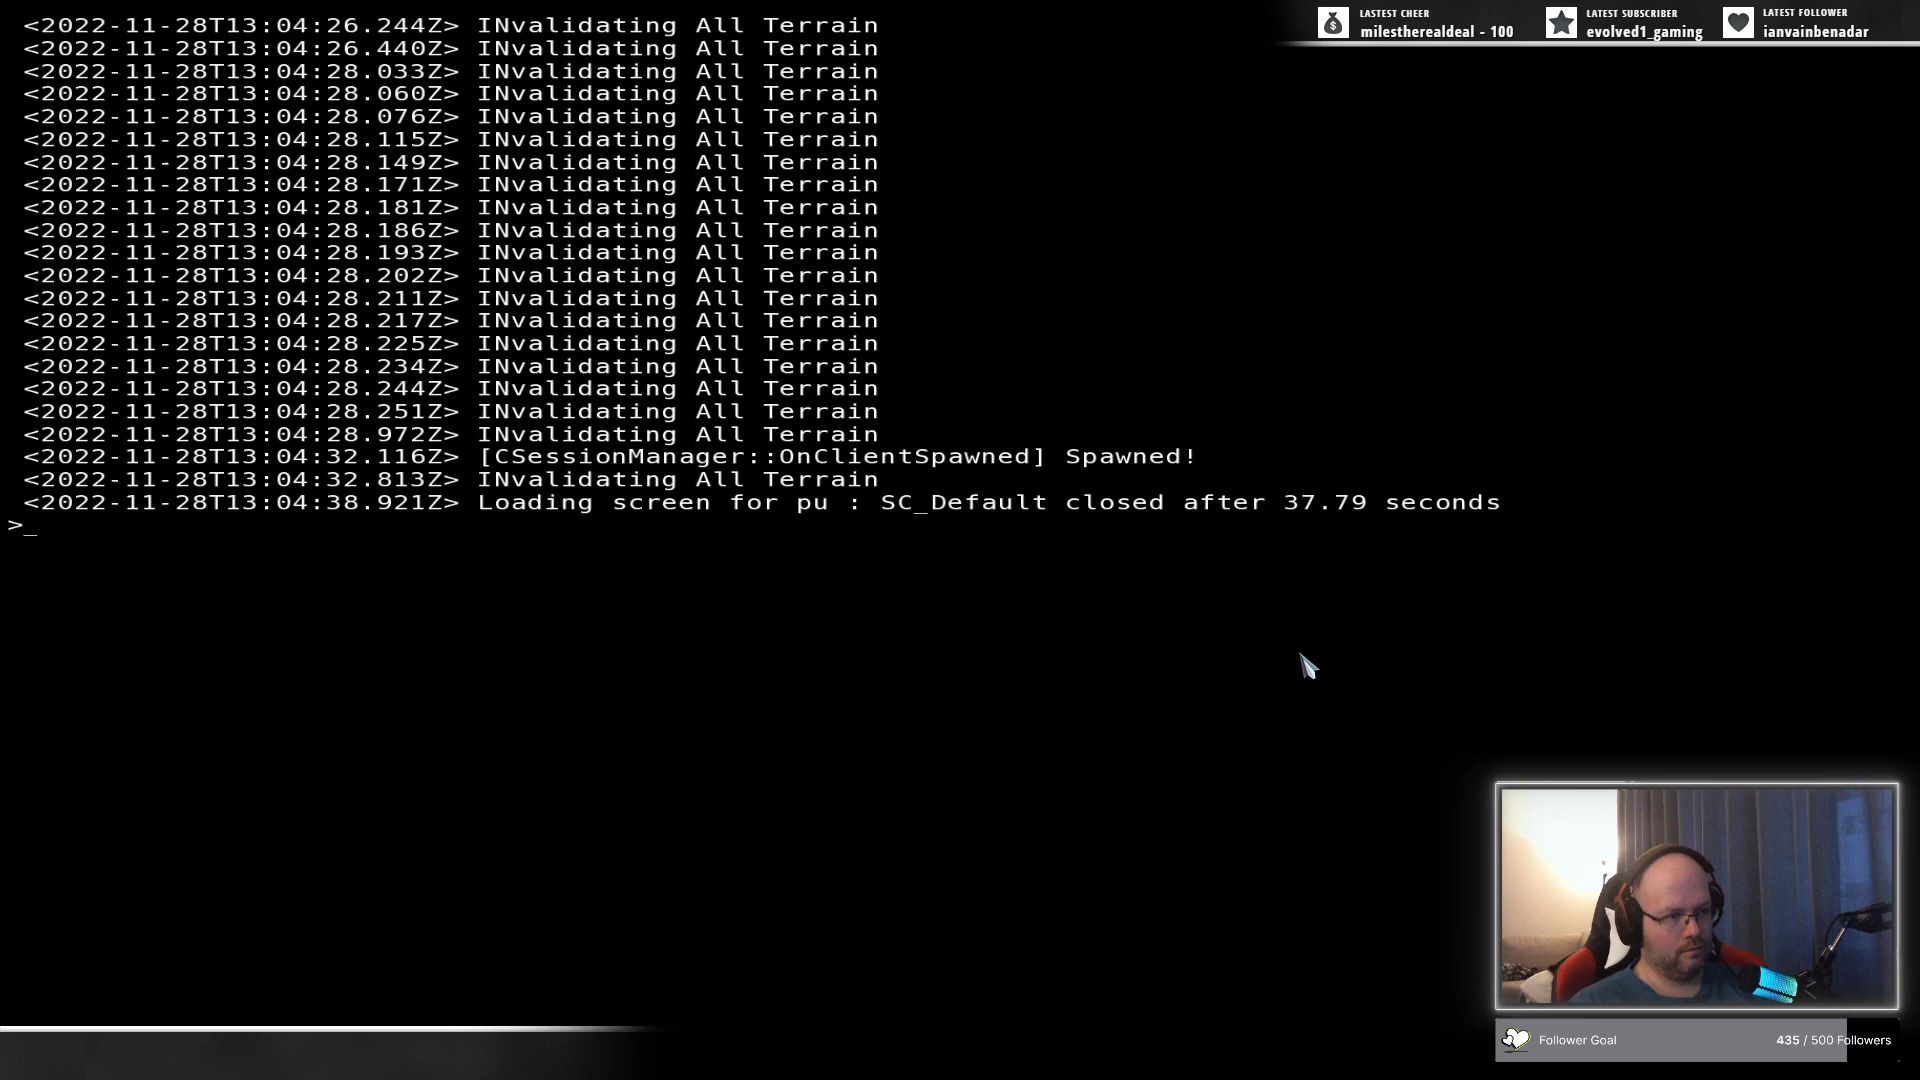 <2022-11-28T13:04:26.244Z> INvalidating All Terrain
<2022-11-28T13:04:26.440Z> INvalidating All Terrain
<2022-11-28T13:04:28.033Z> INvalidating All Terrain
<2022-11-28T13:04:28.060Z> INvalidating All Terrain
<2022-11-28T13:04:28.076Z> INvalidating All Terrain
<2022-11-28T13:04:28.115Z> INvalidating All Terrain
<2022-11-28T13:04:28.149Z> INvalidating All Terrain
<2022-11-28T13:04:28.171Z> INvalidating All Terrain
<2022-11-28T13:04:28.181Z> INvalidating All Terrain
<2022-11-28T13:04:28.186Z> INvalidating All Terrain
<2022-11-28T13:04:28.193Z> INvalidating All Terrain
<2022-11-28T13:04:28.202Z> INvalidating All Terrain
<2022-11-28T13:04:28.211Z> INvalidating All Terrain
<2022-11-28T13:04:28.217Z> INvalidating All Terrain
<2022-11-28T13:04:28.225Z> INvalidating All Terrain
<2022-11-28T13:04:28.234Z> INvalidating All Terrain
<2022-11-28T13:04:28.244Z> INvalidating All Terrain
<2022-11-28T13:04:28.251Z> INvalidating All Terrain
<2022-11-28T13:04:28.972Z> INvalidating All Terrain
<2022-11-28T13:04:32.116Z> [CSessionManager::OnClientSpawned] Spawned!
<2022-11-28T13:04:32.813Z> INvalidating All Terrain
<2022-11-28T13:04:38.921Z> Loading screen for pu : SC_Default closed after 37.79 seconds
>_
LASTEST CHEER
milestherealdeal - 100
LATEST SUBSCRIBER
evolved1_gaming
LATEST FOLLOWER
ianvainbenadar
Follower Goal 435 / 500 Followers